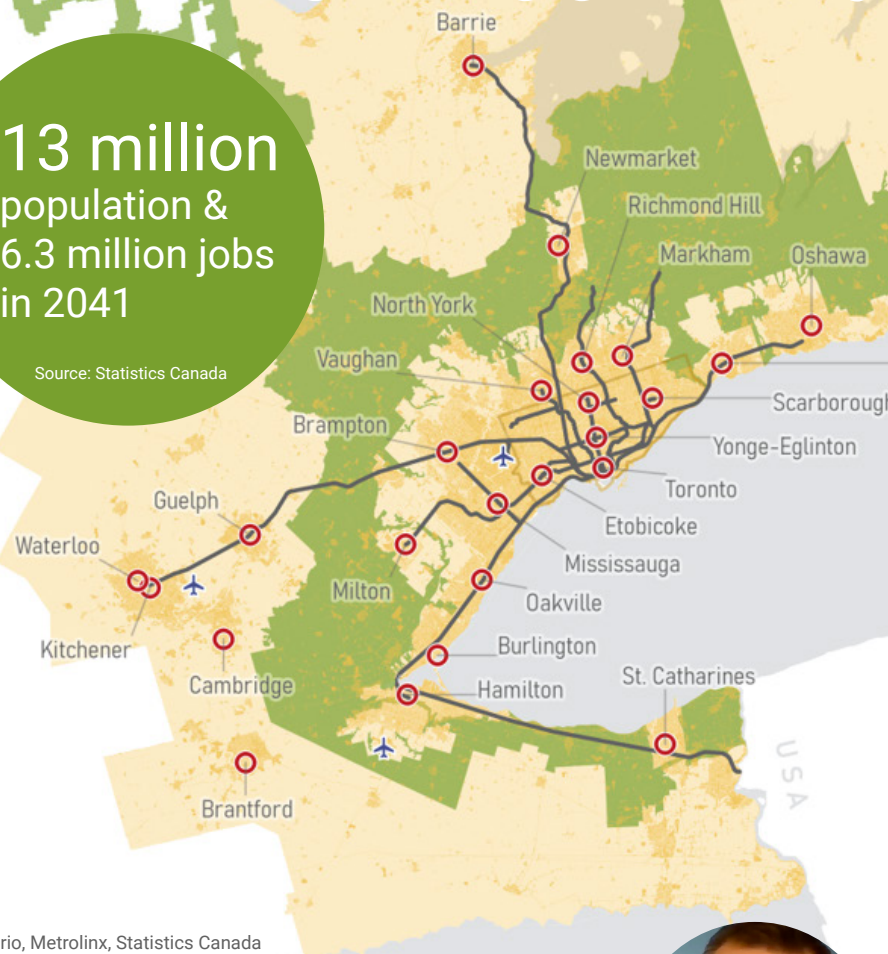 Barrie
13 million
population &
6.3 million jobs
in 2041
Source: Statistics Canada
Newmarket
Richmond Hill
Markham
Oshawa
North York
Vaughan
Scarborough
Brampton
Yonge-Eglinton
Toronto
Guelph
Etobicoke
Waterloo
Mississauga
Milton
Oakville
Kitchener
Burlington
St. Catharines
Cambridge
Hamilton
USA
Brantford
rio, Metrolinx, Statistics Canada